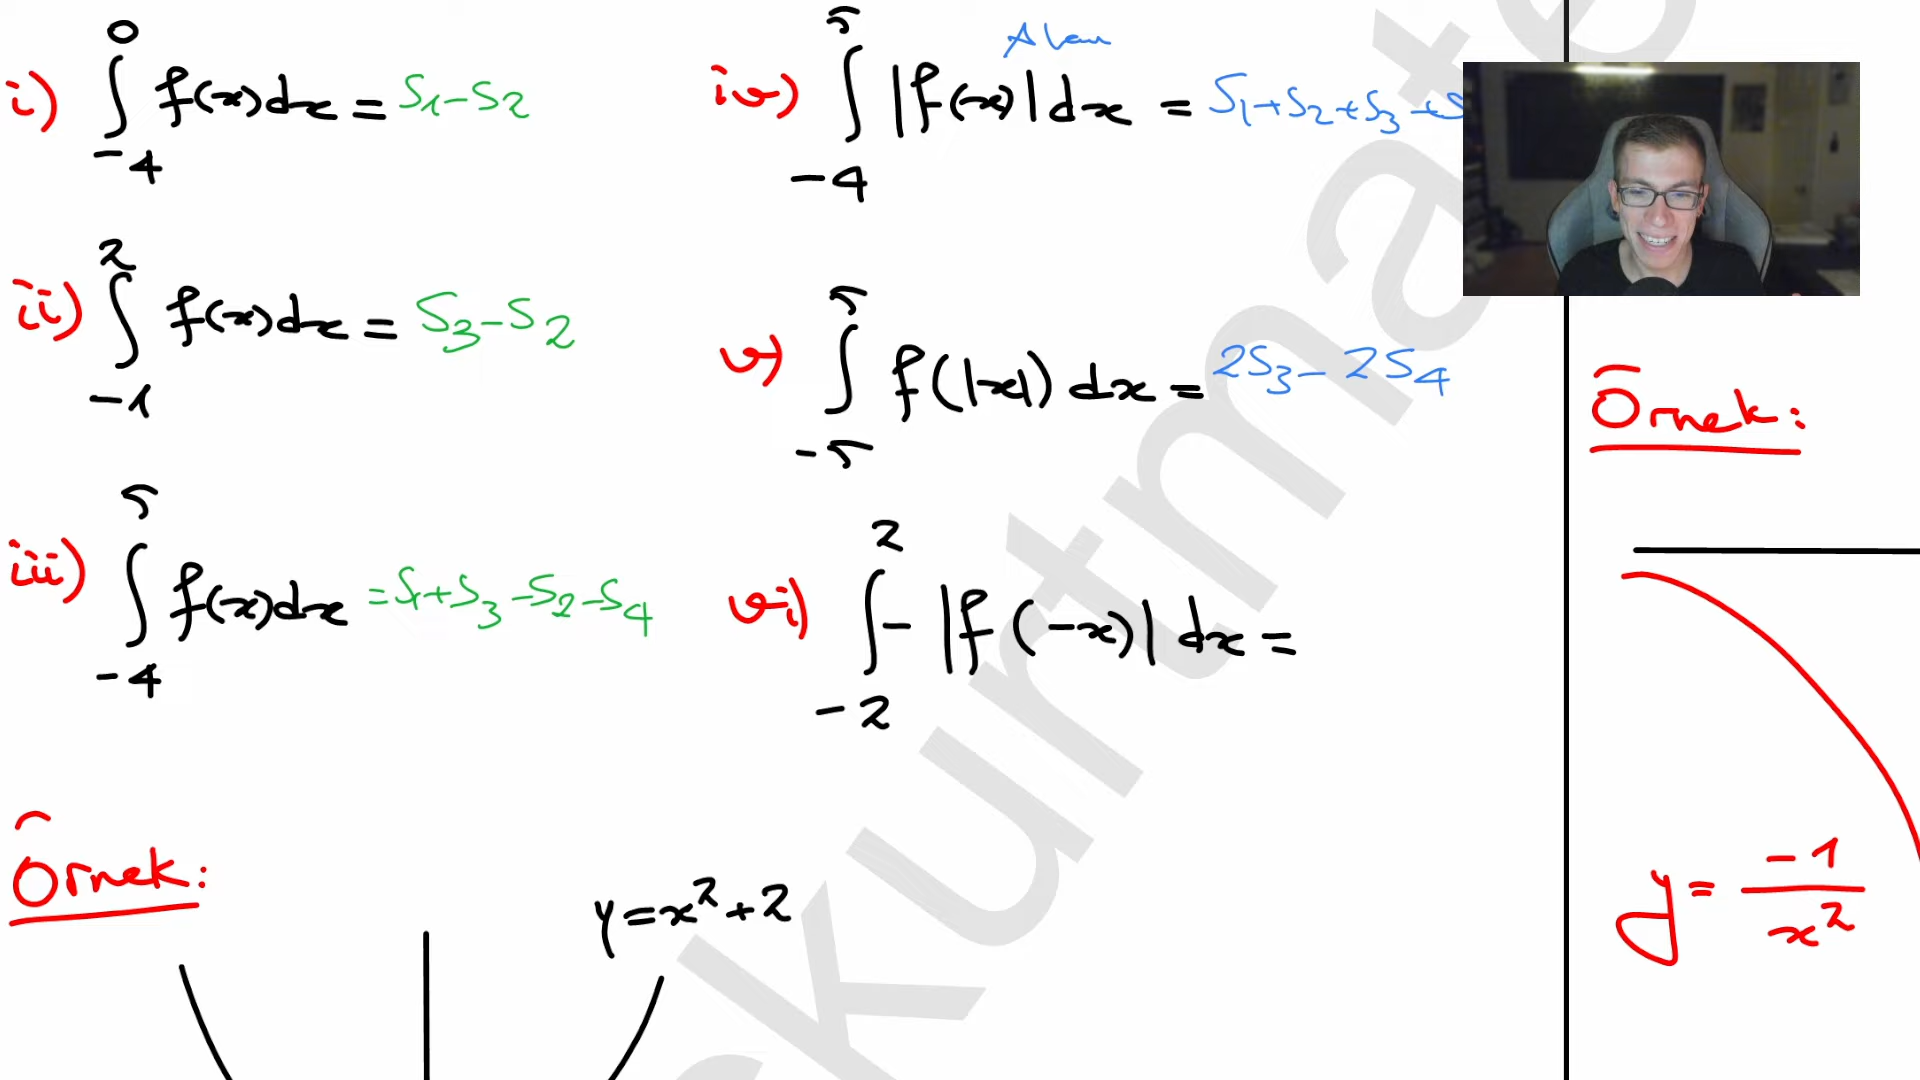 i) ∫_{-4}^{0} f(x)dx = S1-S2
ii) ∫_{-1}^{2} f(x)dx = S3-S2
iii) ∫_{-4}^{5} f(x)dx = S1+S3-S2-S4
Örnek:
y=x²+2
Alan
iv) ∫_{-4}^{5} |f(x)|dx = S1+S2+S3+S
v) ∫_{-5}^{5} f(|x|)dx = 2S3-2S4
vi) ∫_{-2}^{2} -|f(-x)|dx =
Örnek:
y = -1/x²
kurtmate